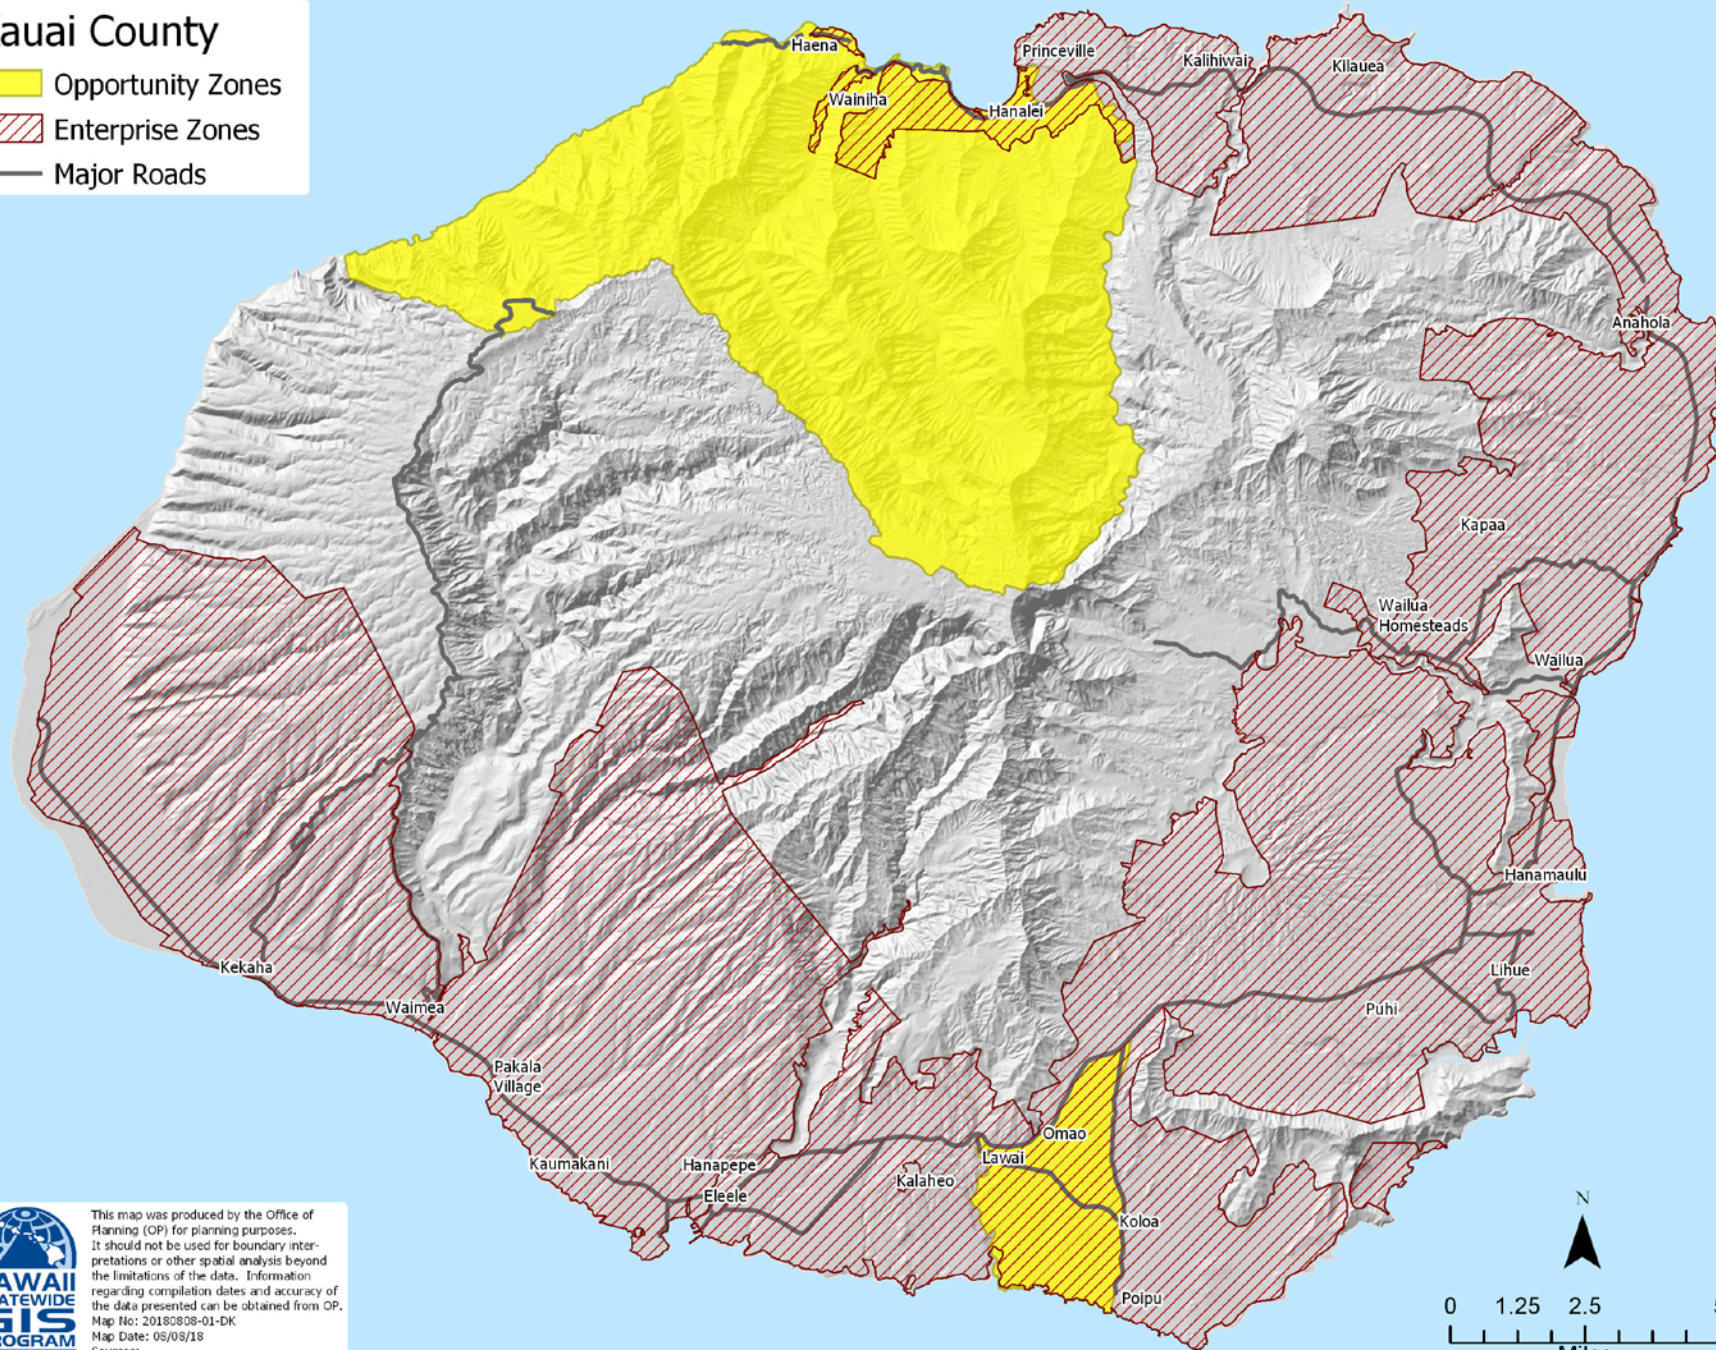 auai County
Opportunity Zones
Enterprise Zones
Major Roads
Haena
Princeville
Kalihiwai
Kilauea
Wainiha
Hanalei
Anahola
Kapaa
Wailua
Homesteads
Wailua
Hanamaulu
Kekaha
Lihue
Waimea
Puhi
Pakala
Village
Omao
Lawai
Kaumakani
Hanapepe
Kalaheo
Eleele
Koloa
Poipu
This map was produced by the Office of
Planning (OP) for planning purposes.
It should not be used for boundary inter-
pretations or other spatial analysis beyond
the limitations of the data. Information
regarding compilation dates and accuracy of
the data presented can be obtained from OP.
Map No: 20180808-01-DK
Map Date: 08/08/18
AWAII
ATEWIDE
GIS
ROGRAM
N
0 1.25 2.5
Miles